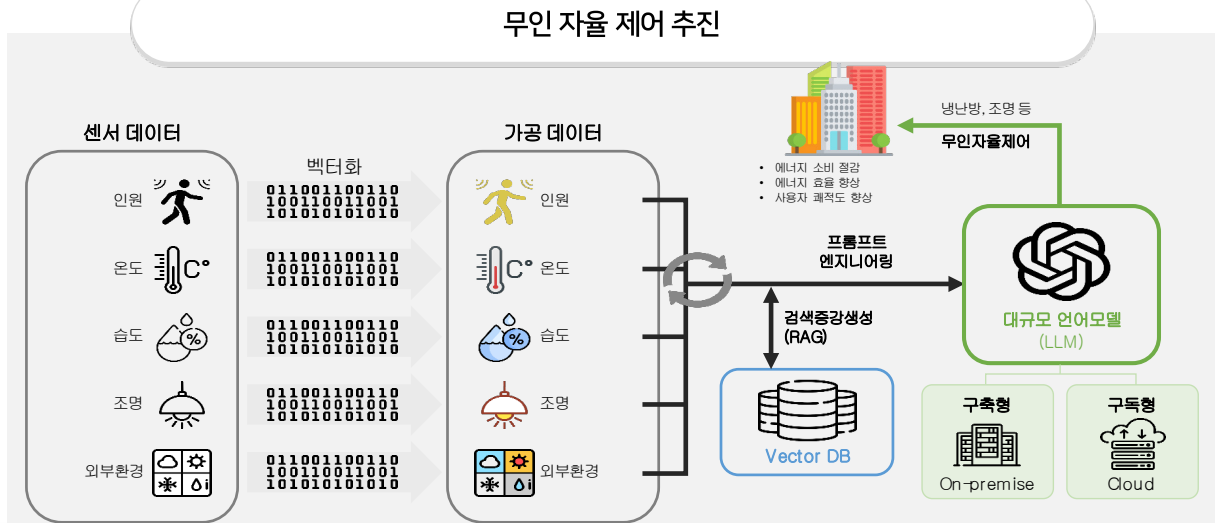 무인 자율 제어 추진
센서 데이터
벡터화
가공 데이터
인원
온도
C°
습도
%
조명
외부환경
i
011001100110
100110011001
101010101010
011001100110
100110011001
101010101010
011001100110
100110011001
101010101010
011001100110
100110011001
101010101010
011001100110
100110011001
101010101010
인원
C°
온도
%
습도
조명
i
외부환경
• 에너지 소비 절감
• 에너지 효율 향상
• 사용자 쾌적도 향상
냉난방, 조명 등
무인자율제어
프롬프트
엔지니어링
검색증강생성
(RAG)
Vector DB
대규모 언어모델
(LLM)
구축형
On-premise
구독형
Cloud